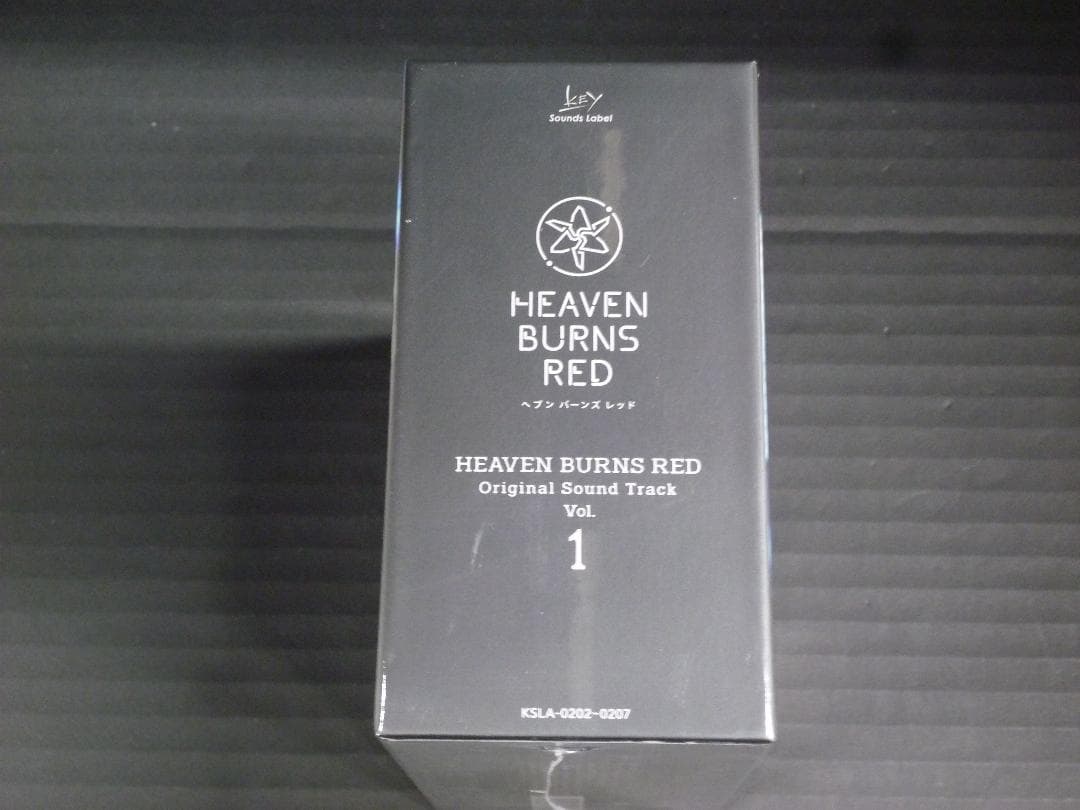 Key
Sounds Label
HEAVEN
BURNS
RED
ヘブン バーンズ レッド
HEAVEN BURNS RED
Original Sound Track
Vol.
1
KSLA-0202~0207